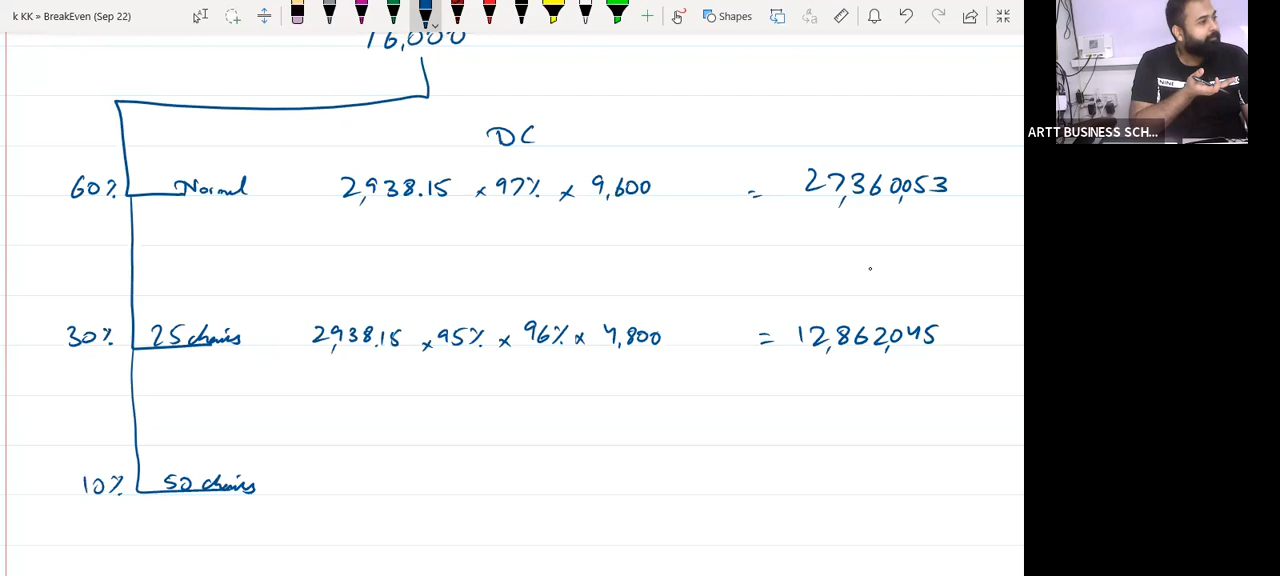 k KK » BreakEven (Sep 22)
Shapes
16,000
DC
60% Normal 2,938.15 × 97% × 9,600 = 27,360,053
30% 25 chairs 2,938.15 × 95% × 96% × 4,800 = 12,862,045
10% 50 chairs
NINE
ARTT BUSINESS SCH...